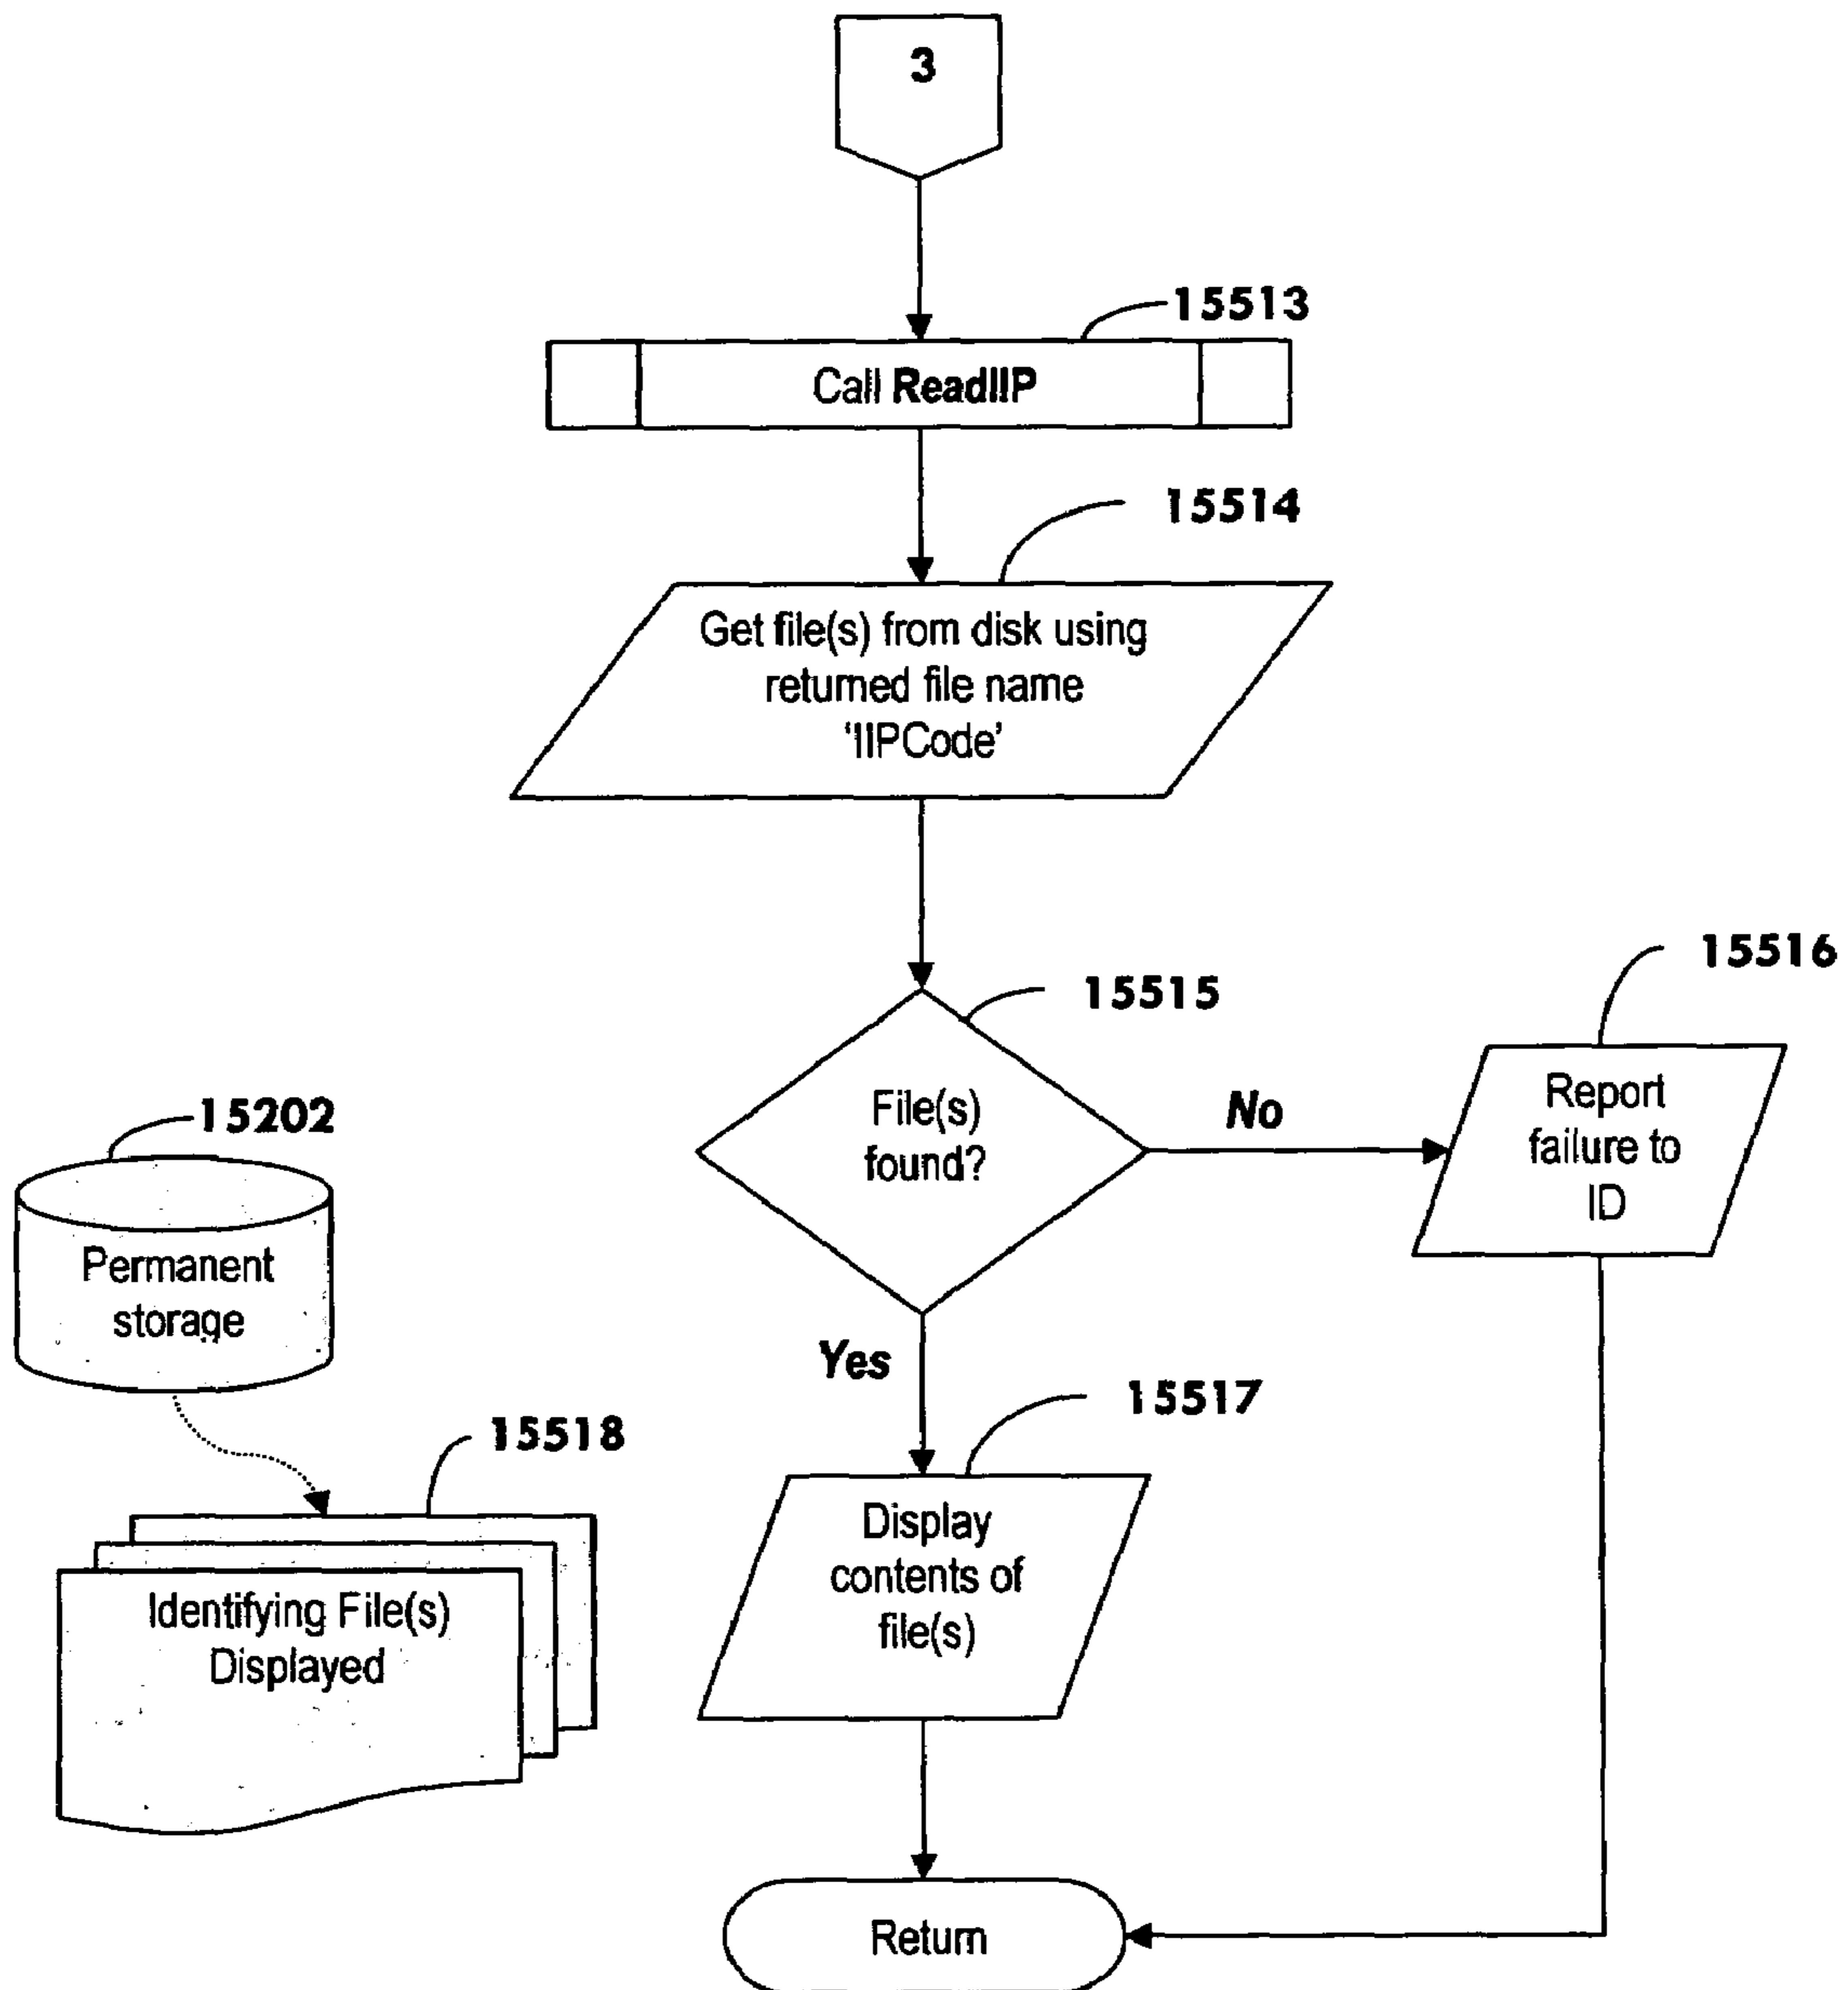 3
15513
Call ReadIIP
15514
Get file(s) from disk using
returned file name
'IIPCode'
15515
File(s)
found?
No
15516
Report
failure to
ID
15202
Permanent
storage
Yes
15517
Display
contents of
file(s)
15518
Identifying File(s)
Displayed
Return